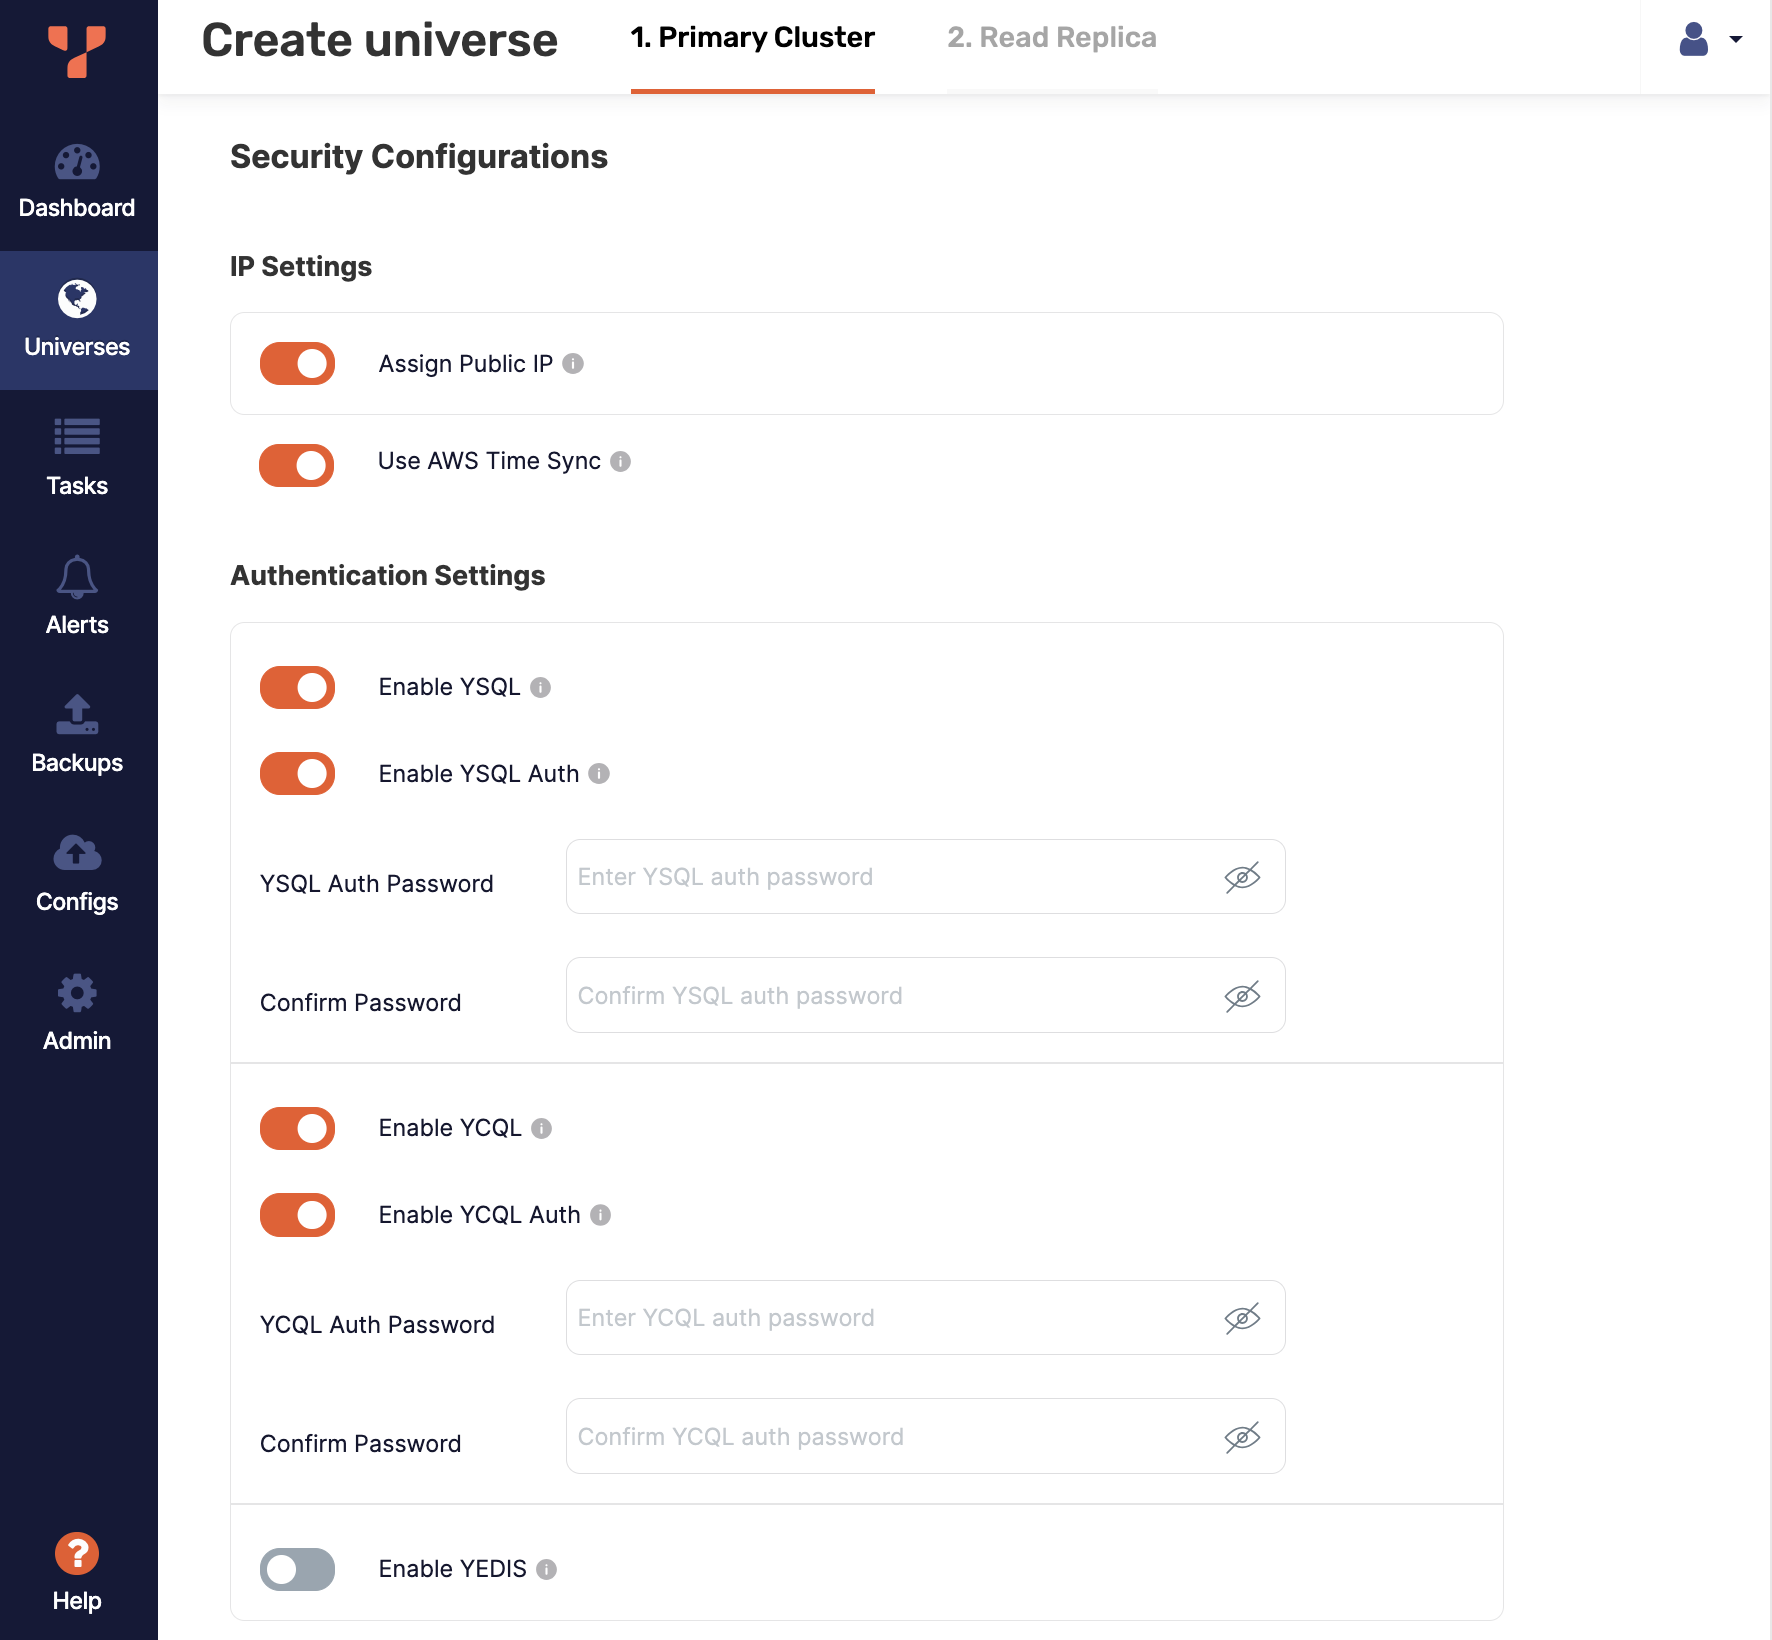 Create universe
1. Primary Cluster
2. Read Replica
Dashboard
Universes
Tasks
Alerts
Backups
Configs
Admin
Help
Security Configurations
IP Settings
Assign Public IP
Use AWS Time Sync
Authentication Settings
Enable YSQL
Enable YSQL Auth
YSQL Auth Password
Enter YSQL auth password
Confirm Password
Confirm YSQL auth password
Enable YCQL
Enable YCQL Auth
YCQL Auth Password
Enter YCQL auth password
Confirm Password
Confirm YCQL auth password
Enable YEDIS